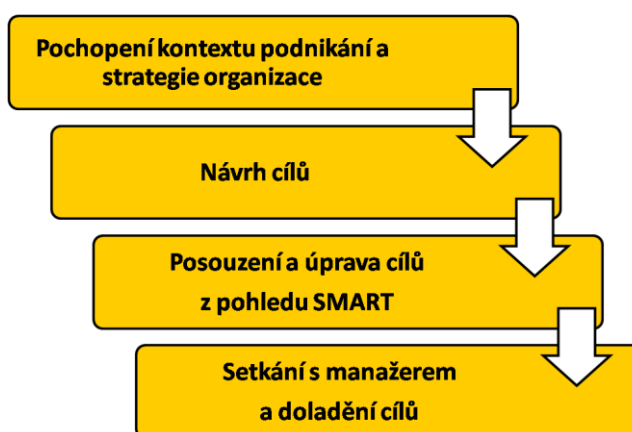 Pochopení kontextu podnikání a
strategie organizace
Návrh cílů
Posouzení a úprava cílů
z pohledu SMART
Setkání s manažerem
a doladění cílů